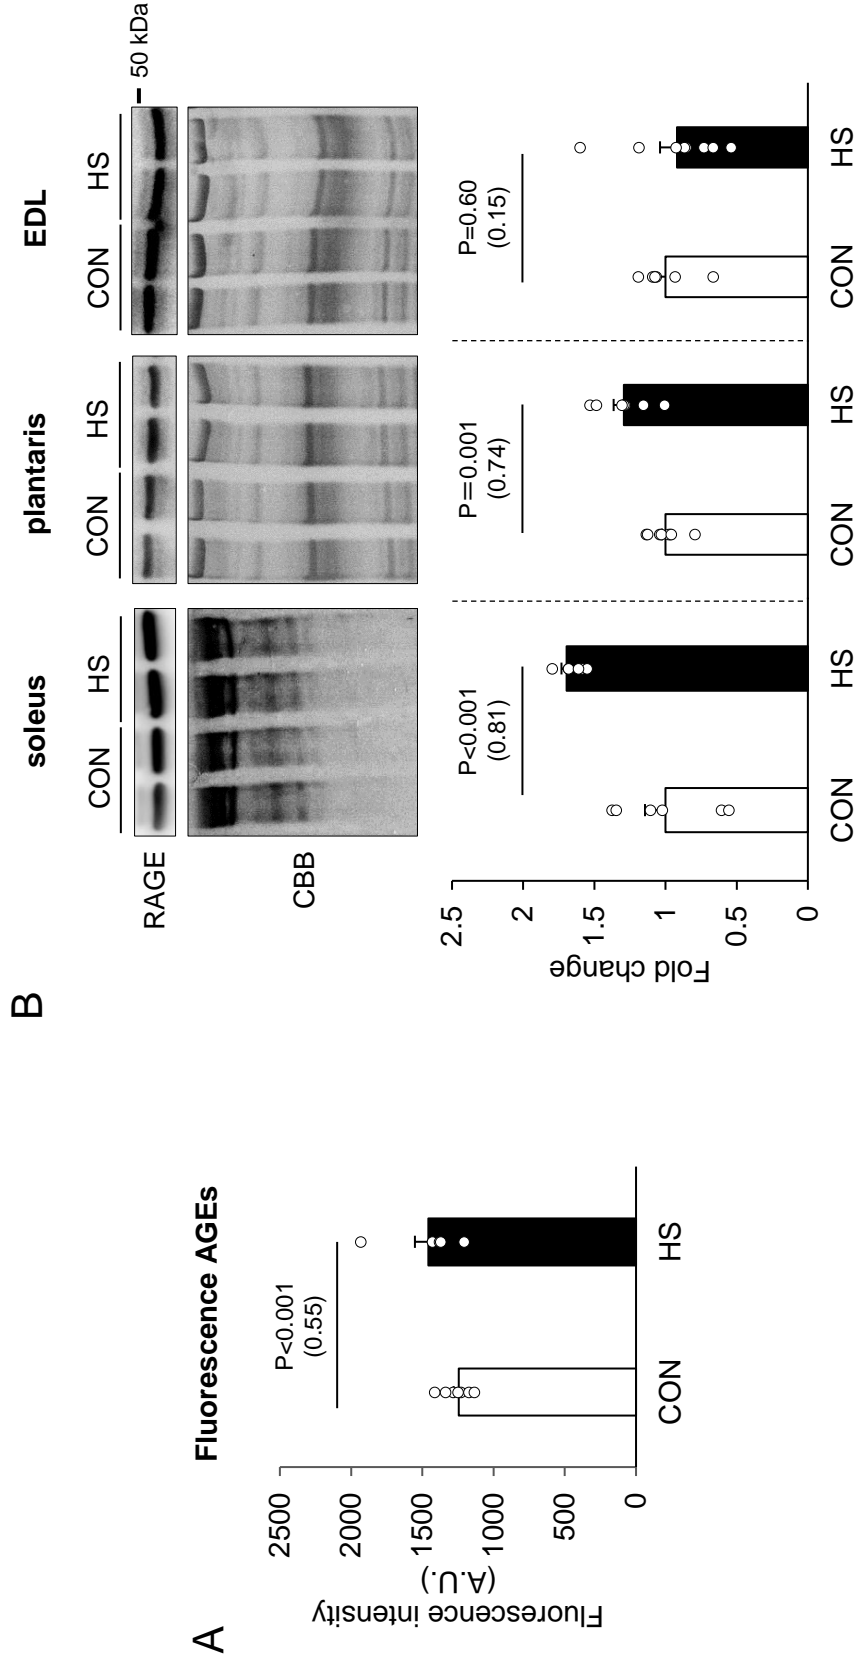 A
Fluorescence AGEs
Fluorescence intensity
(A.U.)
2500
2000
1500
1000
500
0
P<0.001
(0.55)
CON
HS
B
soleus
plantaris
EDL
CON
HS
CON
HS
CON
HS
RAGE
50 kDa
CBB
Fold change
2.5
2
1.5
1
0.5
0
P<0.001
(0.81)
P=0.001
(0.74)
P=0.60
(0.15)
CON
HS
CON
HS
CON
HS